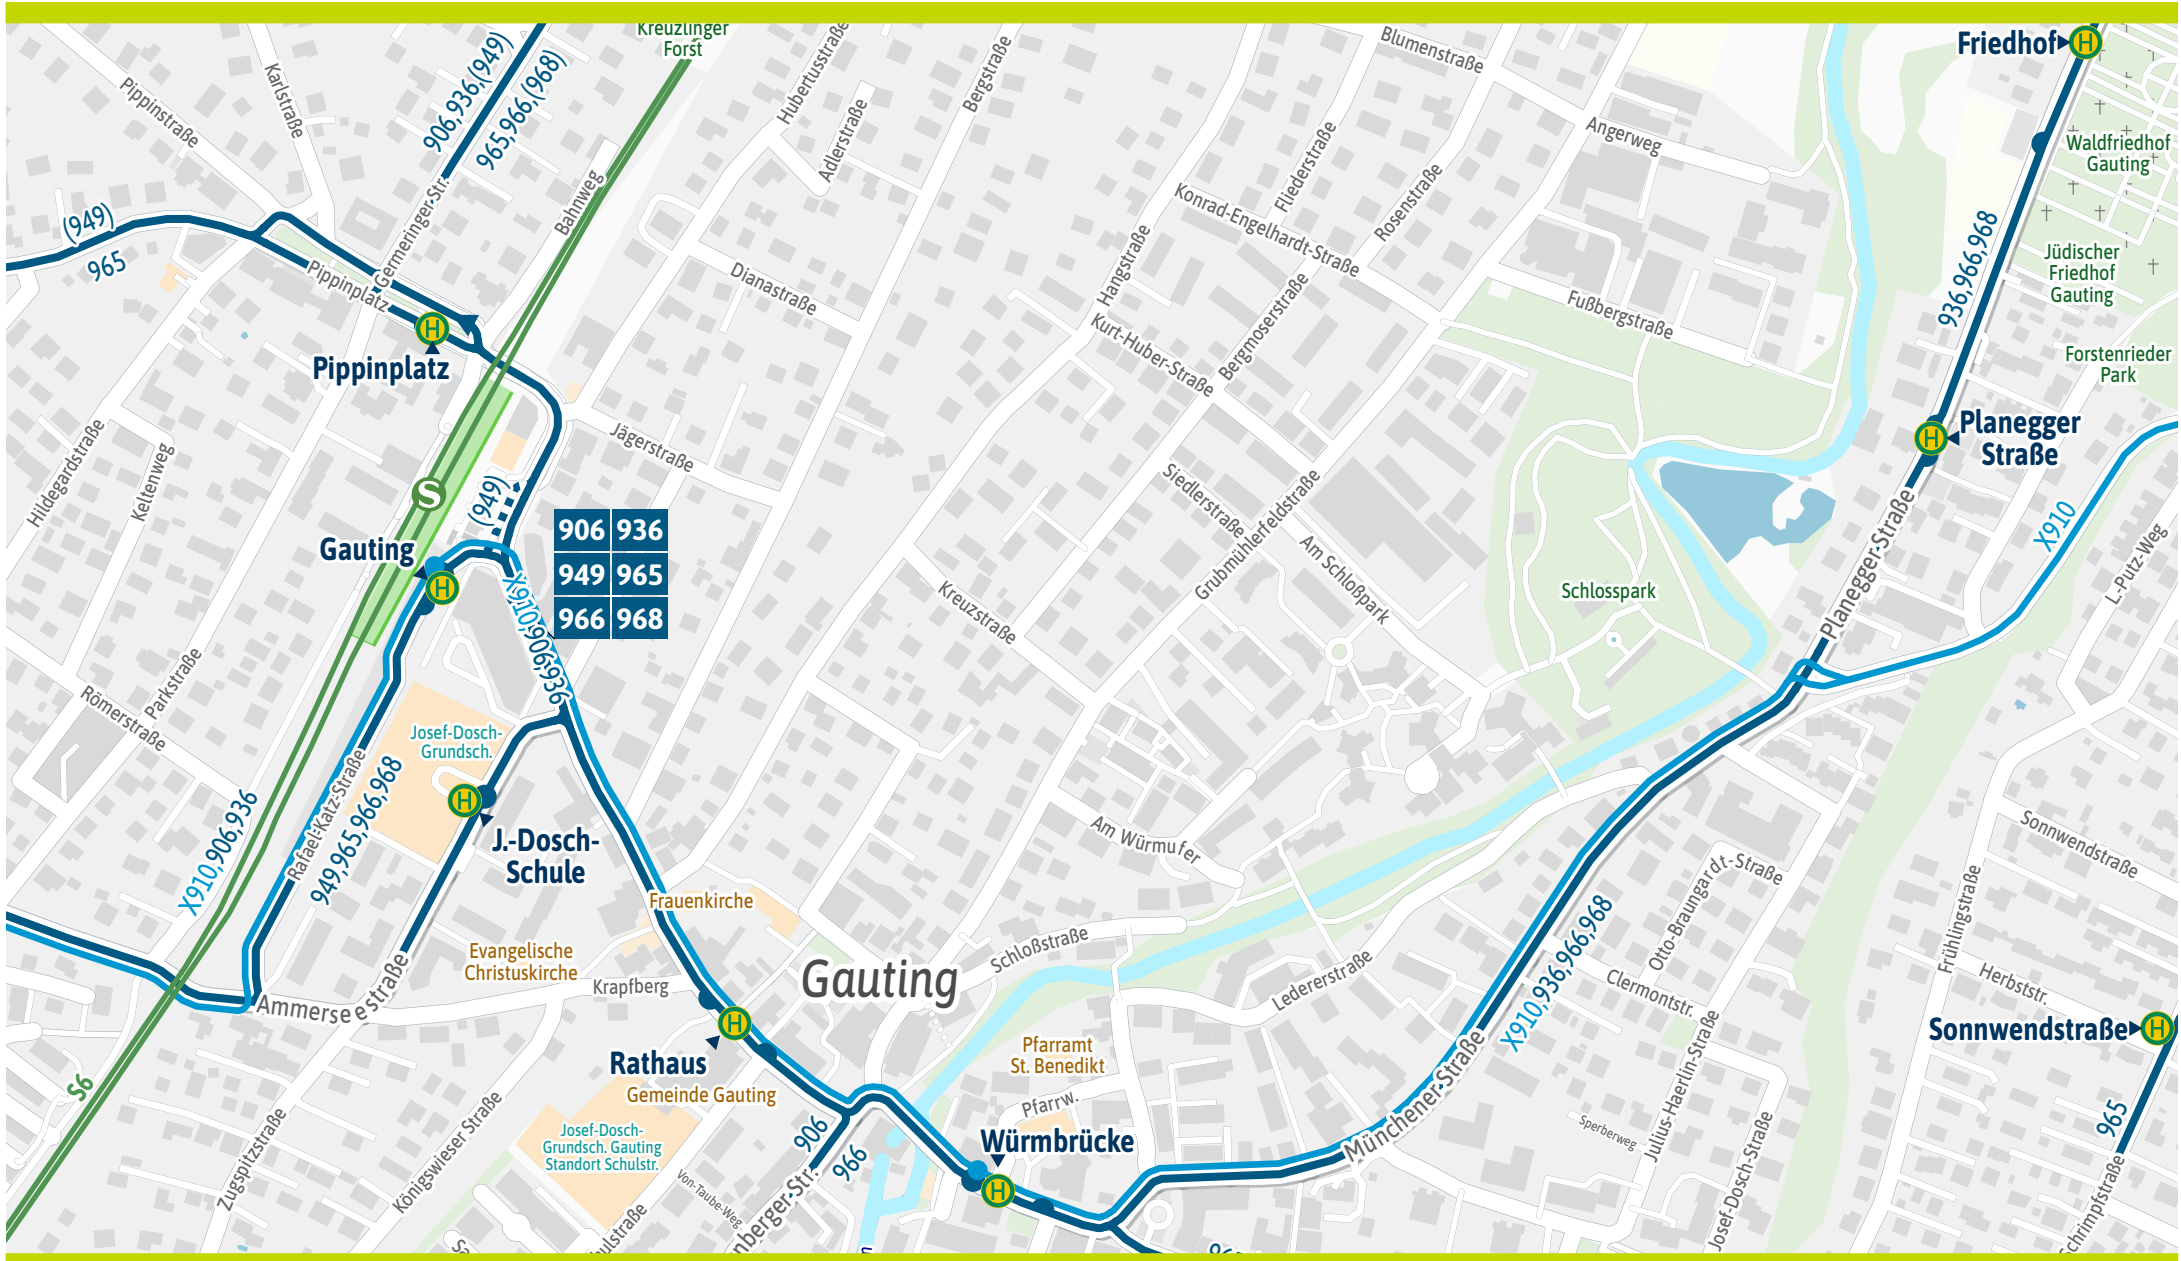 Kreuzlinger
Forst
Friedhof
H
Blumenstraße
Hubertusstraße
Bergstraße
Karlstraße
Pippinstraße
906,936,(949)
965,966,(968)
Adlerstraße
Angerweg
Fliederstraße
Waldfriedhof
Gauting
Konrad-Engelhardt-Straße
Rosenstraße
Bahnweg
Germeringer-Str.
(949)
965
Pippinplatz
Hangstraße
936,966,968
Jüdischer
Friedhof
Gauting
Dianastraße
Fußbergstraße
H
Pippinplatz
Kurt-Huber-Straße
Bergmoserstraße
Forstenrieder
Park
Planegger
Straße
H
Jägerstraße
Hildegardstraße
Keltenweg
S
(949)
Siedlerstraße
Grubmühlerfeldstraße
Am Schloßpark
X910
Planegger-Straße
L.-Putz-Weg
Gauting
H
906 936
949 965
966 968
X910,906,936
Kreuzstraße
Schlosspark
Römerstraße
Parkstraße
Josef-Dosch-
Grundsch.
H
J.-Dosch-
Schule
Rafael-Katz-Straße
949,965,966,968
X910,906,936
Am Würmufer
Sonnwendstraße
Otto-Braungardt-Straße
Frauenkirche
Evangelische
Christuskirche
Krapfberg
Gauting
Schloßstraße
Ledererstraße
X910,936,966,968
Clermontstr.
Frühlingstraße
Herbststr.
Ammerseestraße
H
Rathaus
Gemeinde Gauting
Pfarramt
St. Benedikt
Pfarrw.
Sonnwendstraße
H
S6
Josef-Dosch-
Grundsch. Gauting
Standort Schulstr.
906
966
Würmbrücke
H
Münchener-Straße
Sperberweg
Julius-Haerlin-Straße
Josef-Dosch-Straße
965
Zugspitzstraße
Königswieser Straße
Von-Taube-Weg
nberger-Str.
ulstraße
chrimpfstraße